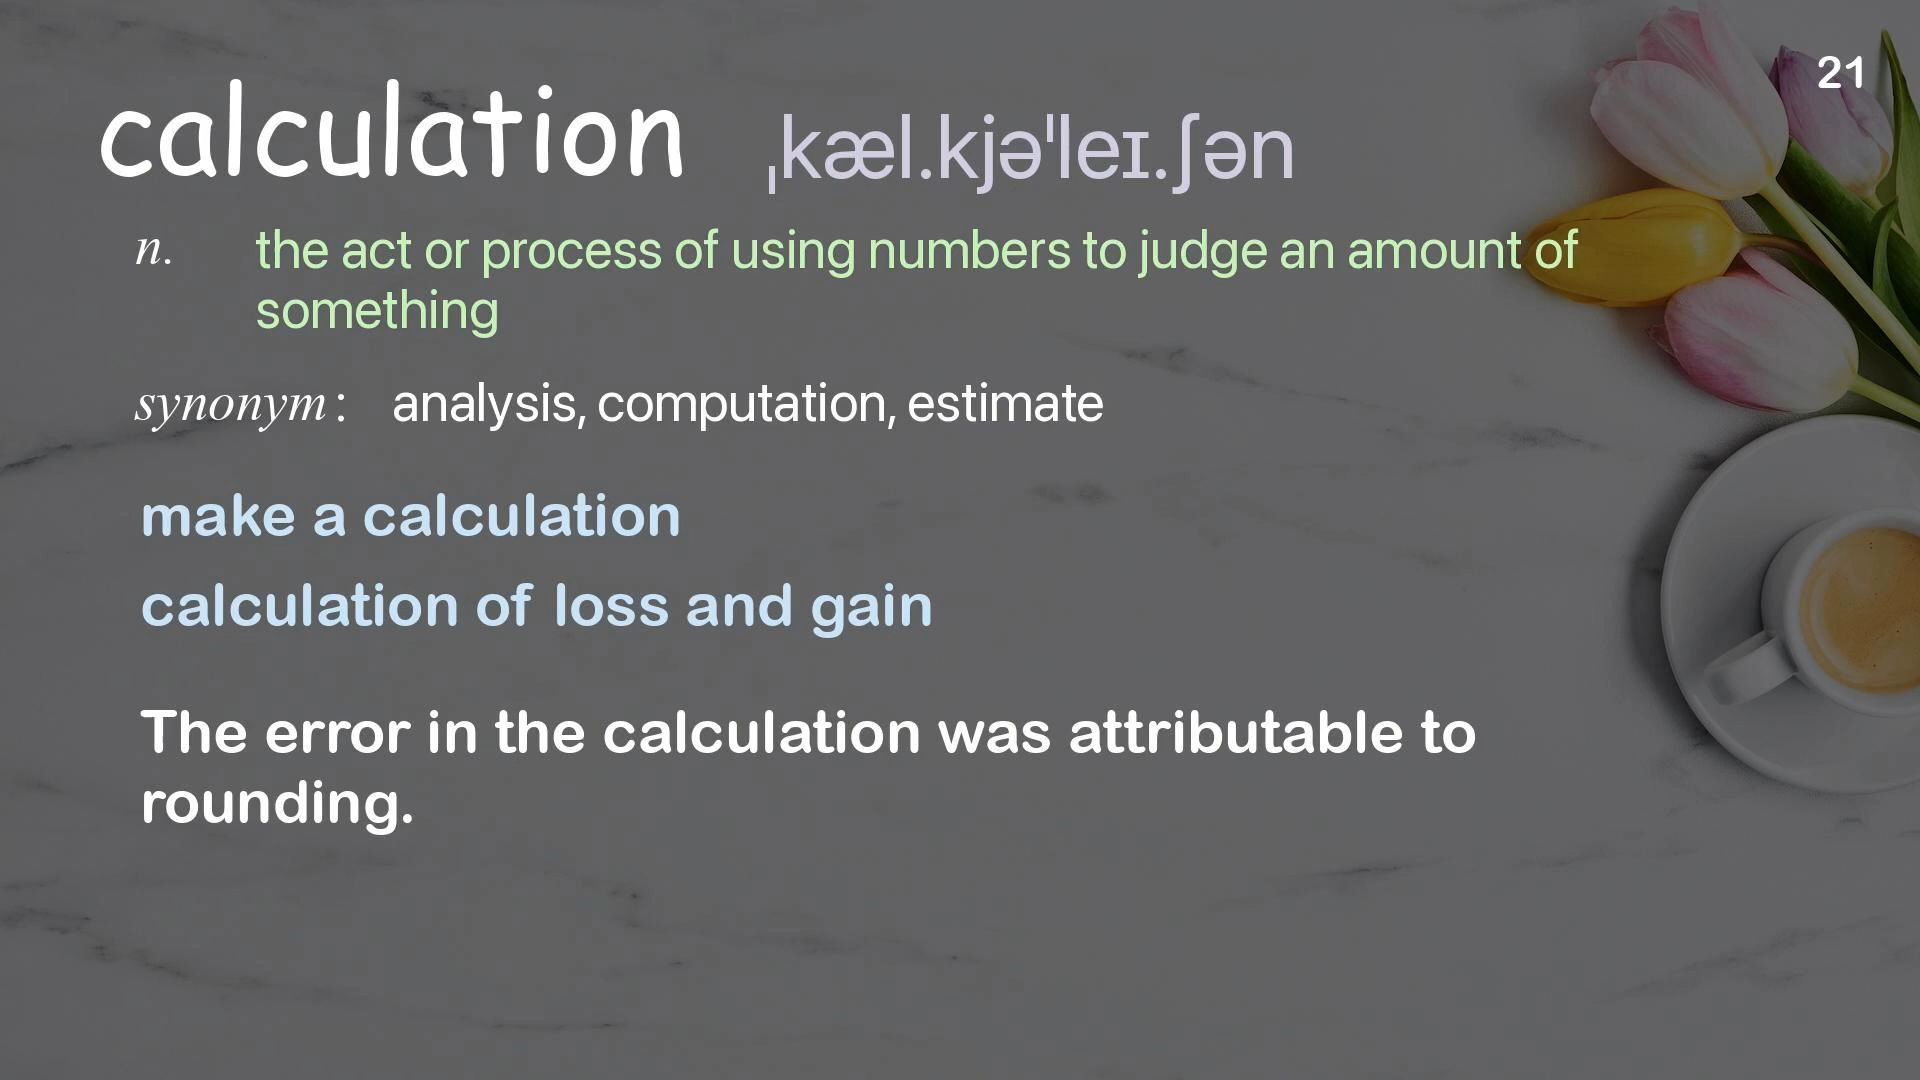 21
calculation ˌkæl.kjəˈleɪ.ʃən
n. the act or process of using numbers to judge an amount of
something
synonym: analysis, computation, estimate
make a calculation
calculation of loss and gain
The error in the calculation was attributable to
rounding.